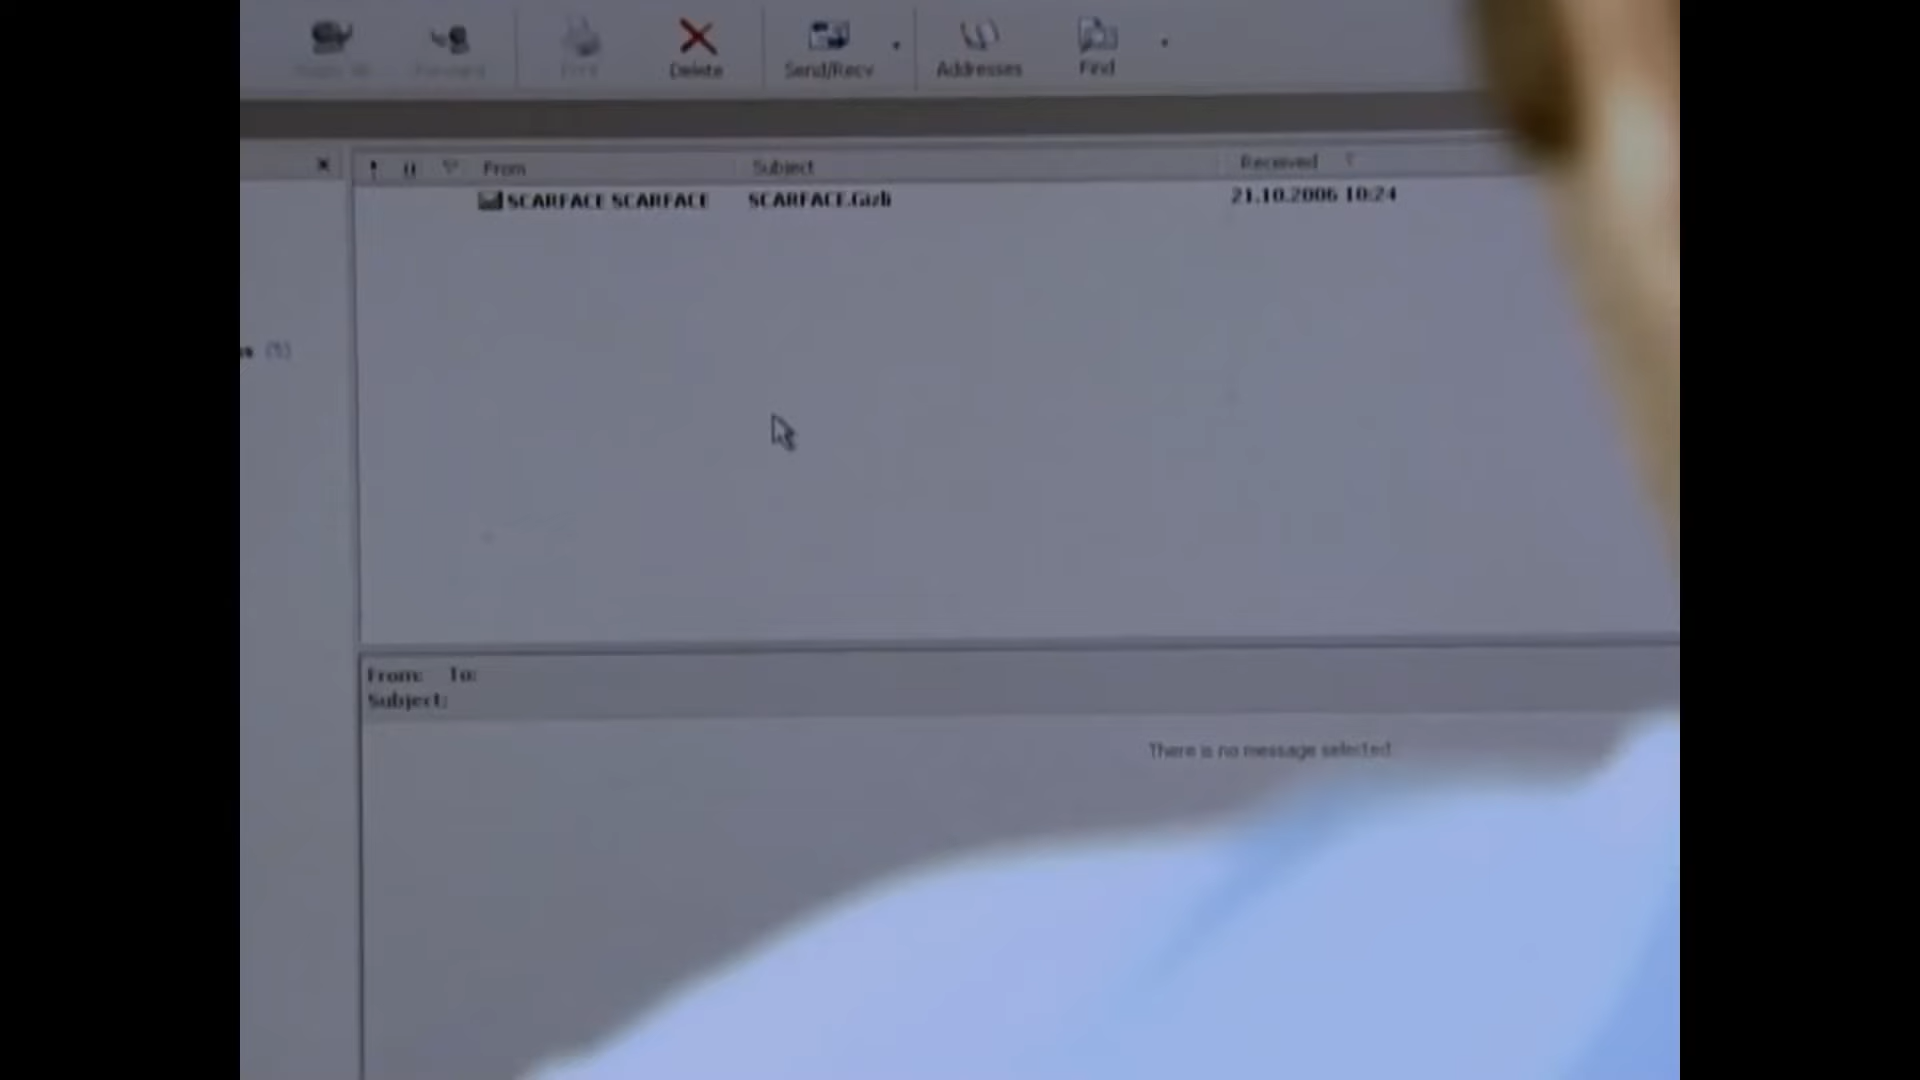 Delete Send/Recv Addresses Find
From Subject Received
SCARFACE SCARFACE SCARFACE.Gizli 21.10.2006 10:24
(1)
From: To:
Subject:
There is no message selected